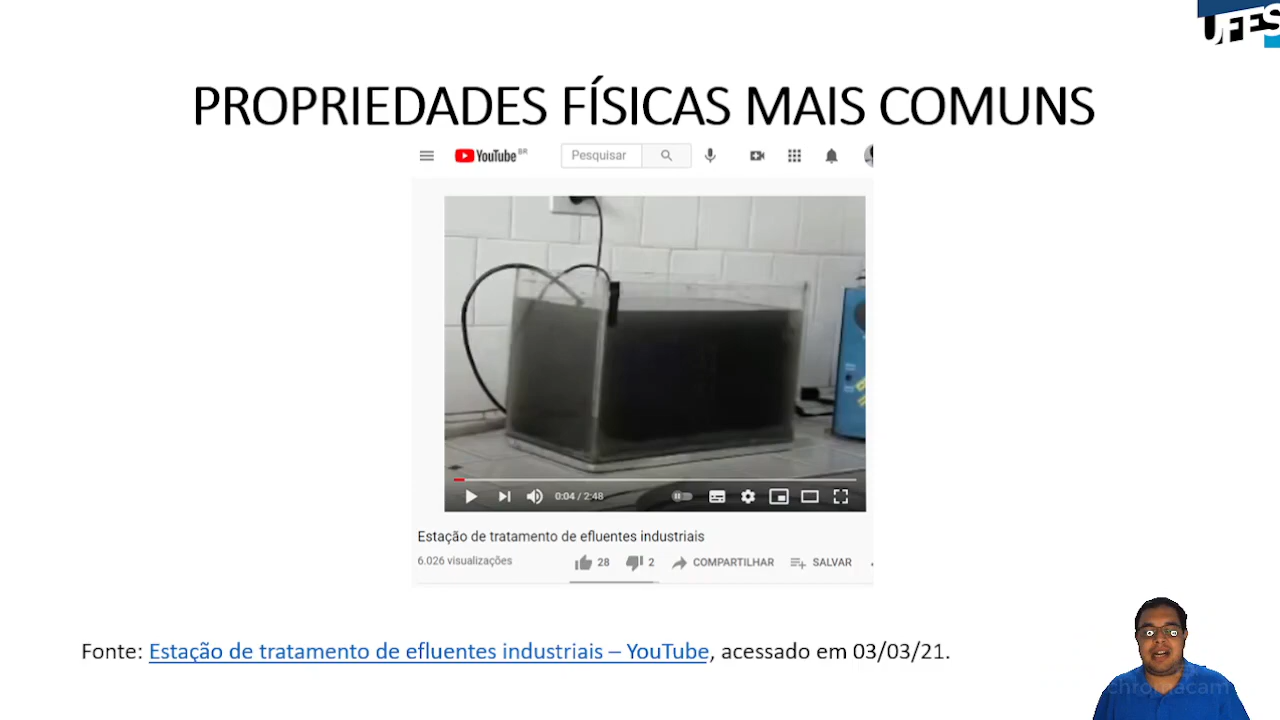 UFES
PROPRIEDADES FÍSICAS MAIS COMUNS
YouTube BR
Pesquisar
0:04 / 2:48
Estação de tratamento de efluentes industriais
6.026 visualizações
28
2
COMPARTILHAR
SALVAR
Fonte: Estação de tratamento de efluentes industriais – YouTube, acessado em 03/03/21.
chromacam